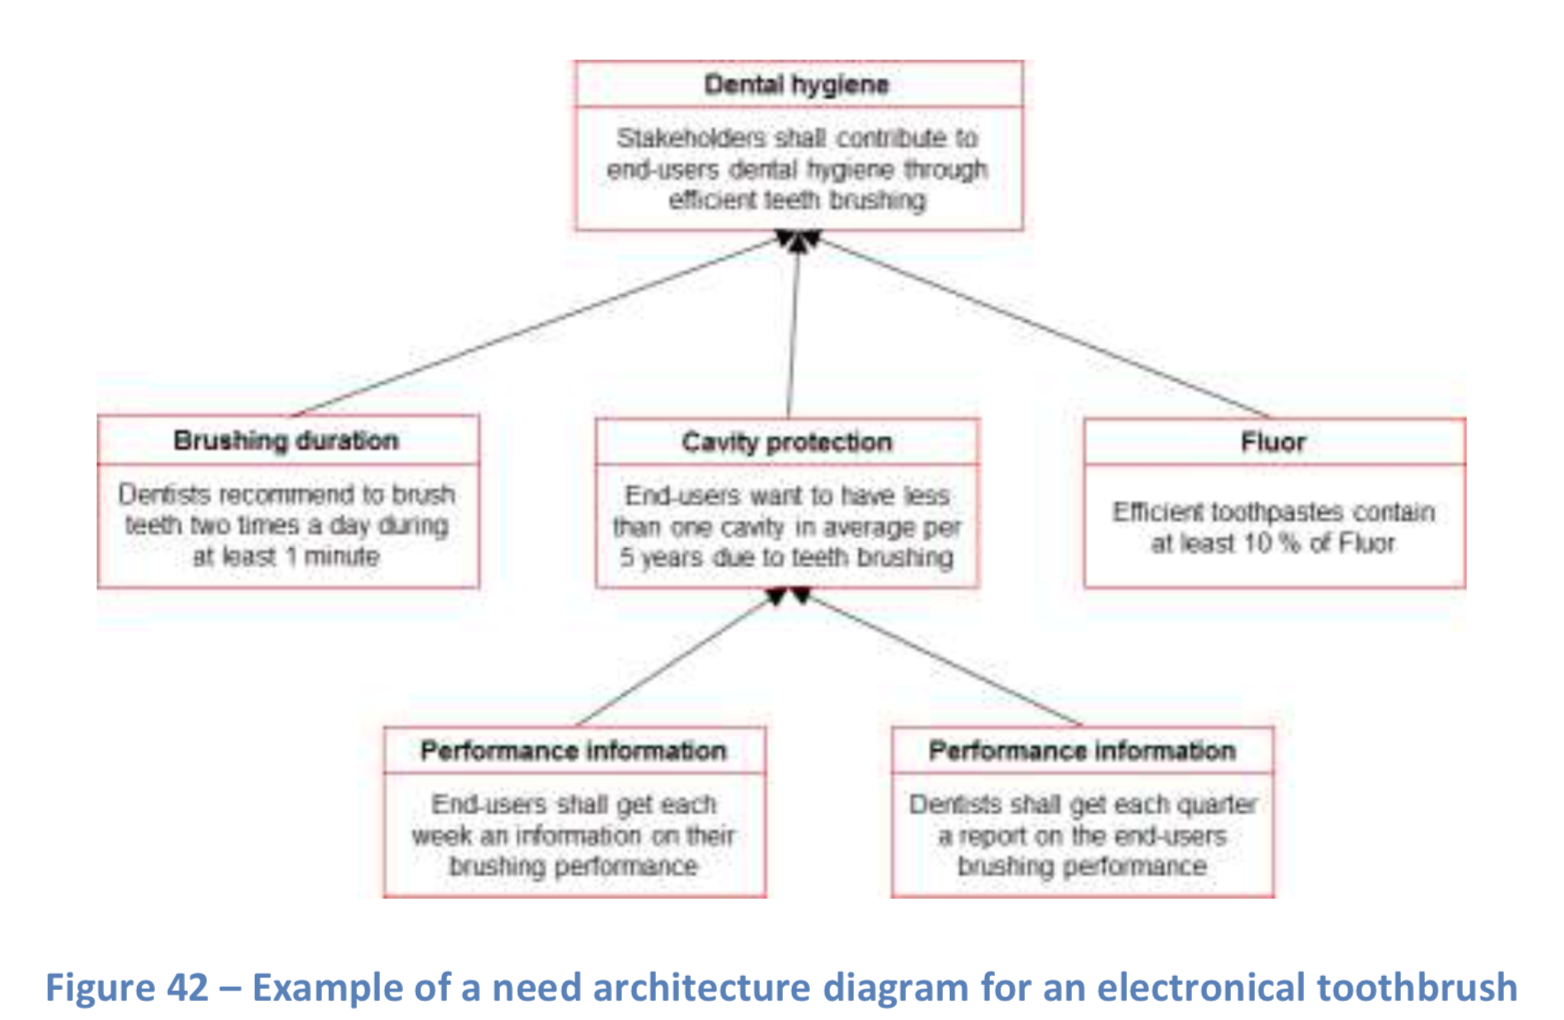 Dental hygiene
Stakeholders shall contribute to
end-users dental hygiene through
efficient teeth brushing
Brushing duration
Dentists recommend to brush
teeth two times a day during
at least 1 minute
Cavity protection
End-users want to have less
than one cavity in average per
5 years due to teeth brushing
Fluor
Efficient toothpastes contain
at least 10 % of Fluor
Performance information
End-users shall get each
week an information on their
brushing performance
Performance information
Dentists shall get each quarter
a report on the end-users
brushing performance
Figure 42 – Example of a need architecture diagram for an electronical toothbrush